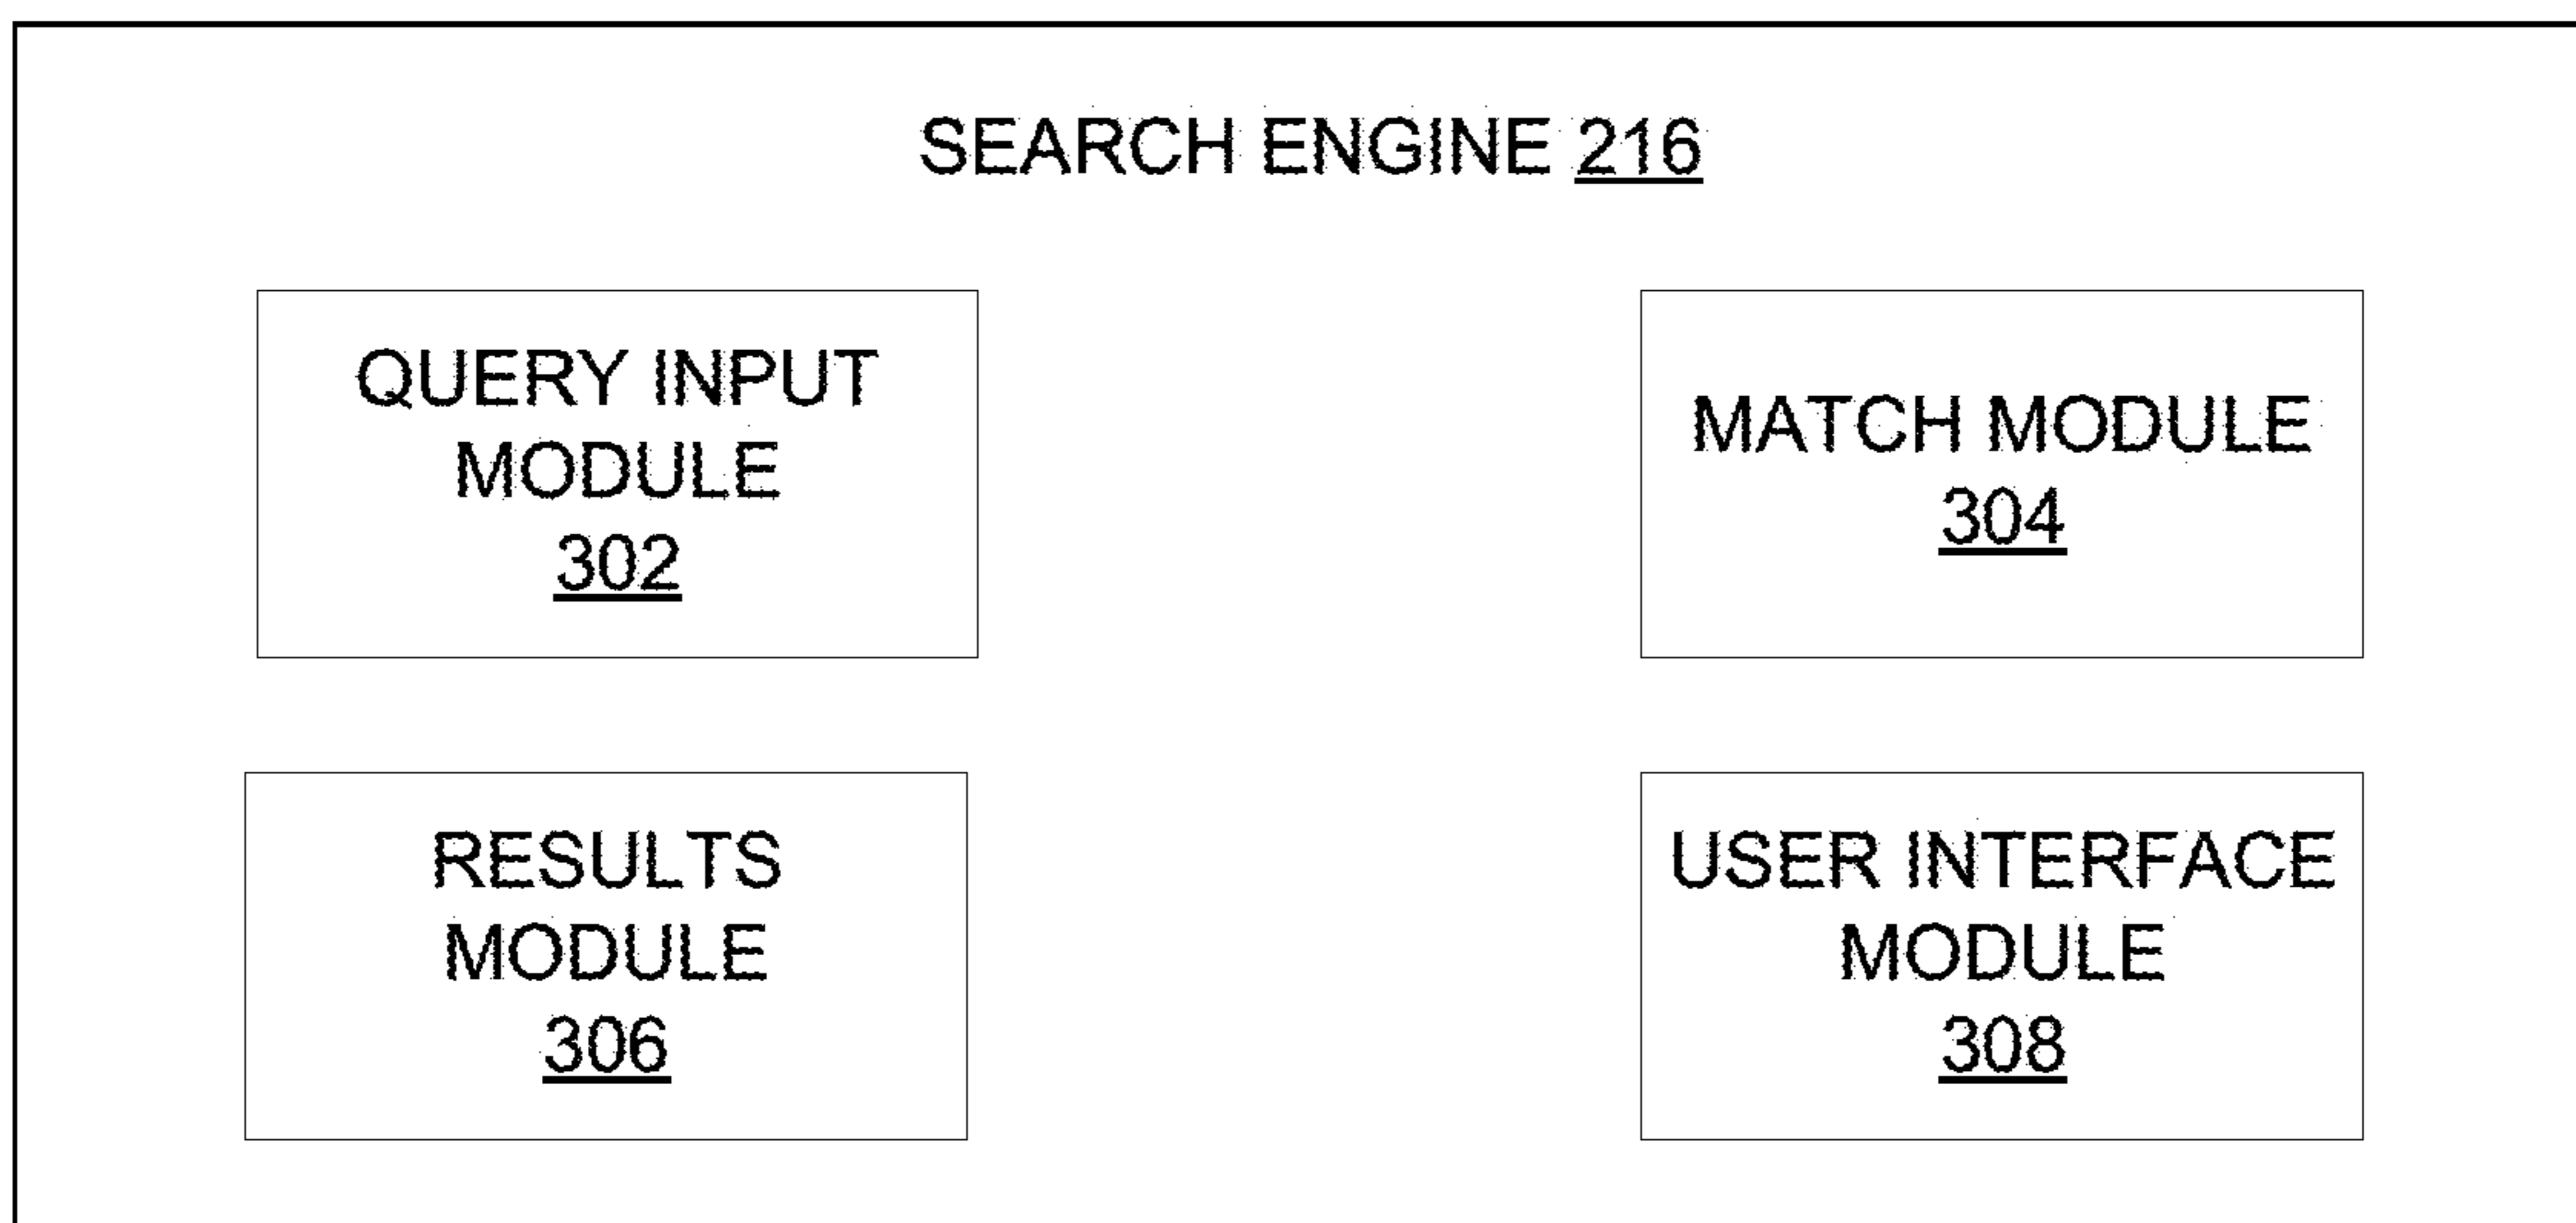 SEARCH ENGINE 216
QUERY INPUT
MODULE
302
MATCH MODULE
304
RESULTS
MODULE
306
USER INTERFACE
MODULE
308